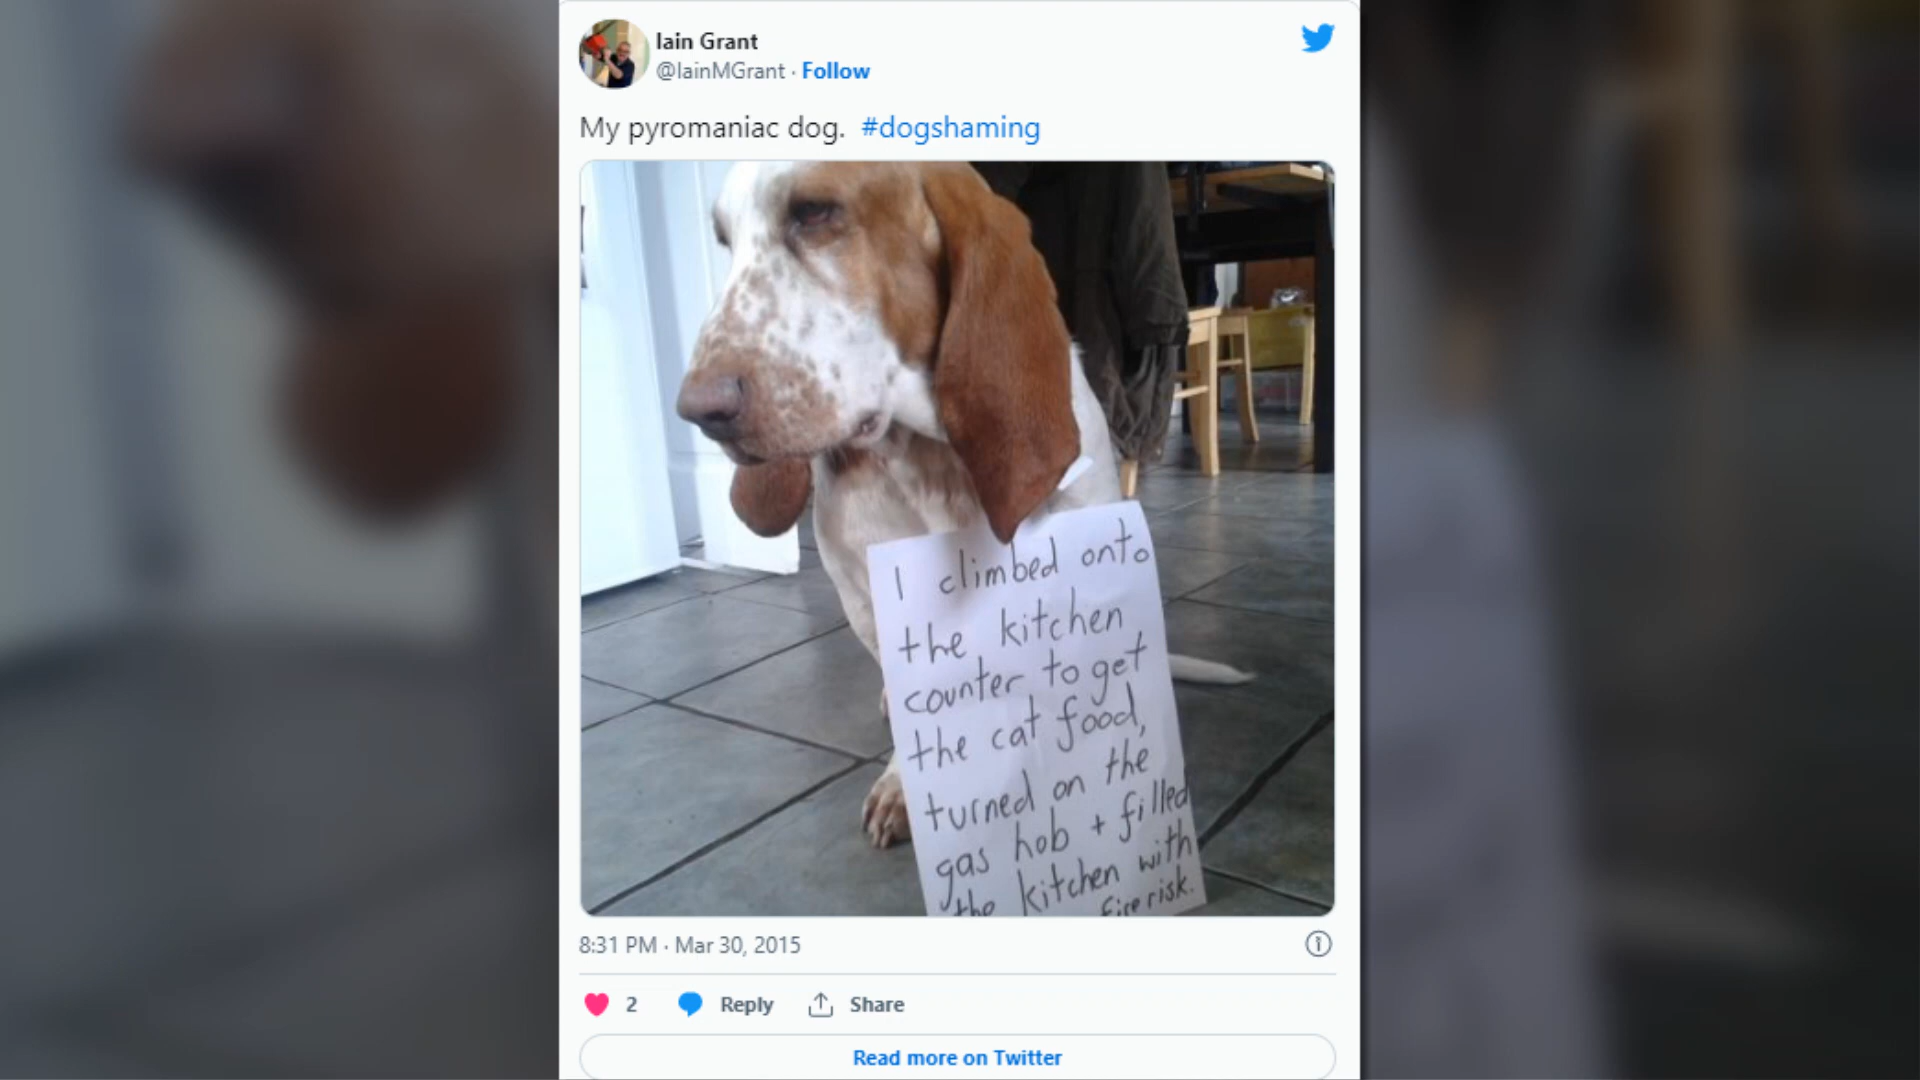 Iain Grant
@IainMGrant · Follow
My pyromaniac dog. #dogshaming
I climbed onto
the kitchen
counter to get
the cat food,
turned on the
gas hob + filled
the kitchen with
fire risk.
8:31 PM · Mar 30, 2015
2 Reply Share
Read more on Twitter